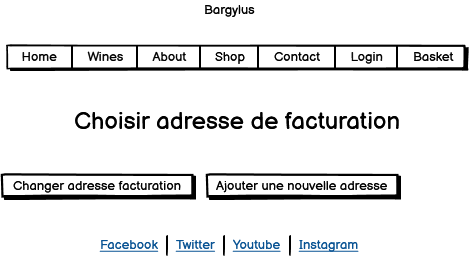 Bargylus
Home Wines About Shop Contact Login Basket
Choisir adresse de facturation
Changer adresse facturation Ajouter une nouvelle adresse
Facebook Twitter Youtube Instagram